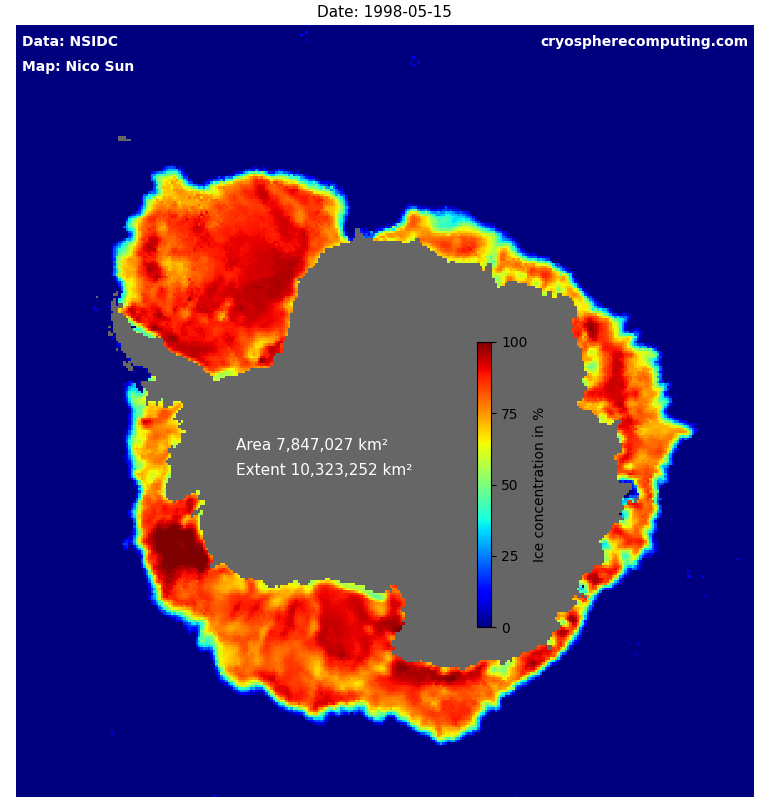 Date: 1998-05-15
Data: NSIDC
cryospherecomputing.com
Map: Nico Sun
100
75
50
25
0
Ice concentration in %
Area 7,847,027 km²
Extent 10,323,252 km²